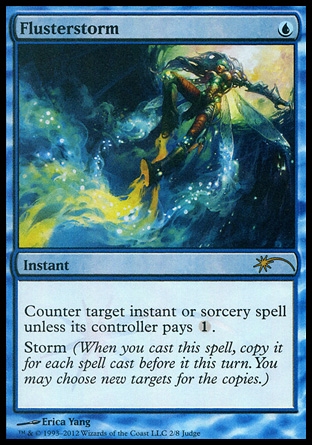 Flusterstorm
Instant
Counter target instant or sorcery spell
unless its controller pays 1.
Storm (When you cast this spell, copy it
for each spell cast before it this turn. You
may choose new targets for the copies.)
Erica Yang
™ & © 1993-2012 Wizards of the Coast LLC 2/8 Judge